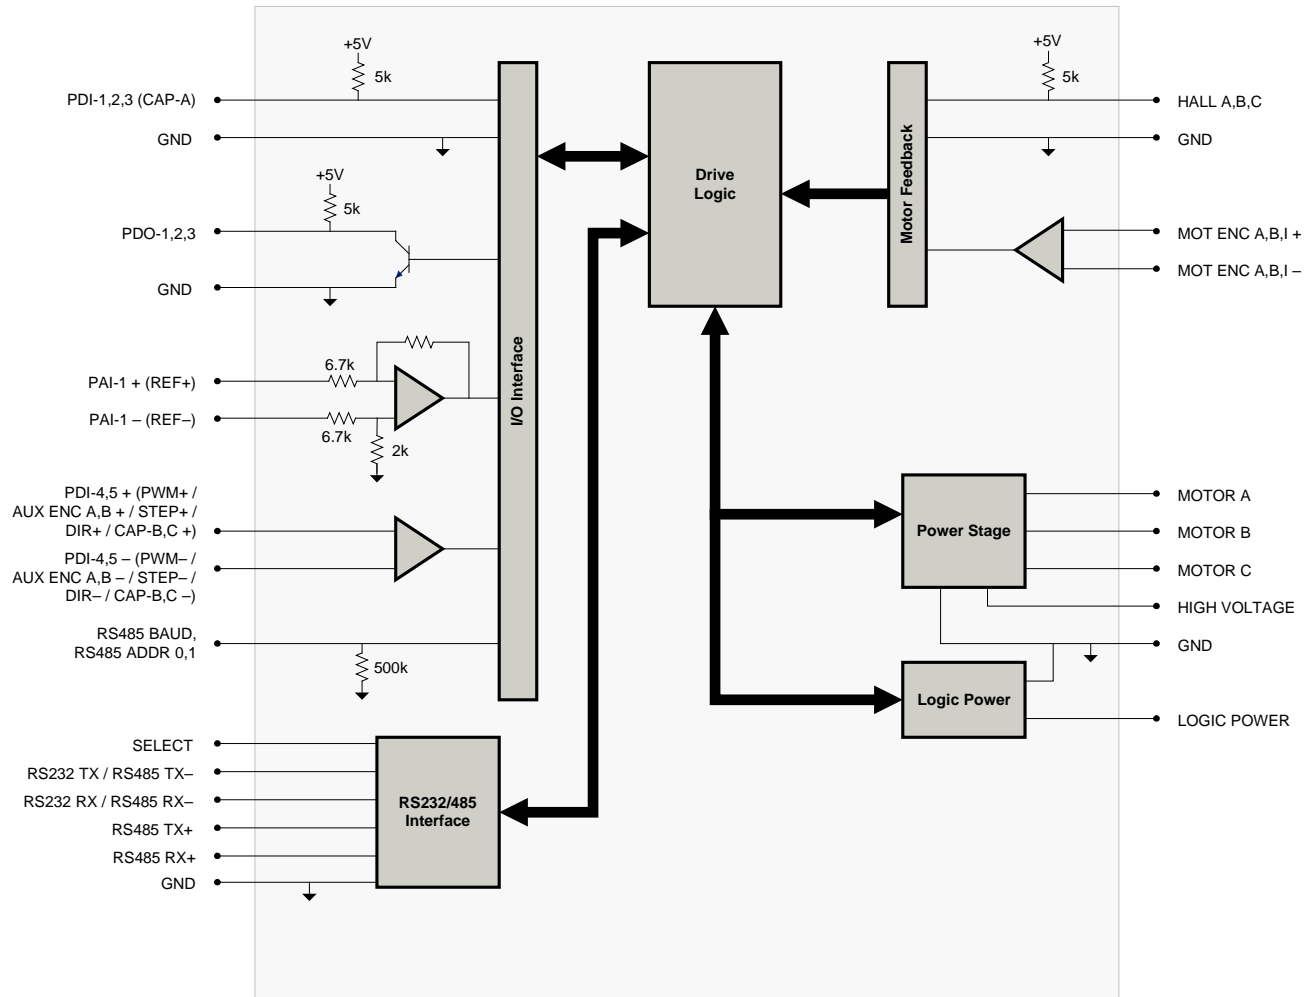 +5V
5k
PDI-1,2,3 (CAP-A)
GND
+5V
5k
PDO-1,2,3
GND
6.7k
PAI-1 + (REF+)
PAI-1 – (REF–)
6.7k
2k
PDI-4,5 + (PWM+ /
AUX ENC A,B + / STEP+ /
DIR+ / CAP-B,C +)
PDI-4,5 – (PWM– /
AUX ENC A,B – / STEP– /
DIR– / CAP-B,C –)
RS485 BAUD,
RS485 ADDR 0,1
500k
I/O Interface
SELECT
RS232 TX / RS485 TX–
RS232 RX / RS485 RX–
RS485 TX+
RS485 RX+
GND
RS232/485
Interface
Drive
Logic
Motor Feedback
+5V
5k
HALL A,B,C
GND
MOT ENC A,B,I +
MOT ENC A,B,I –
Power Stage
MOTOR A
MOTOR B
MOTOR C
HIGH VOLTAGE
GND
Logic Power
LOGIC POWER